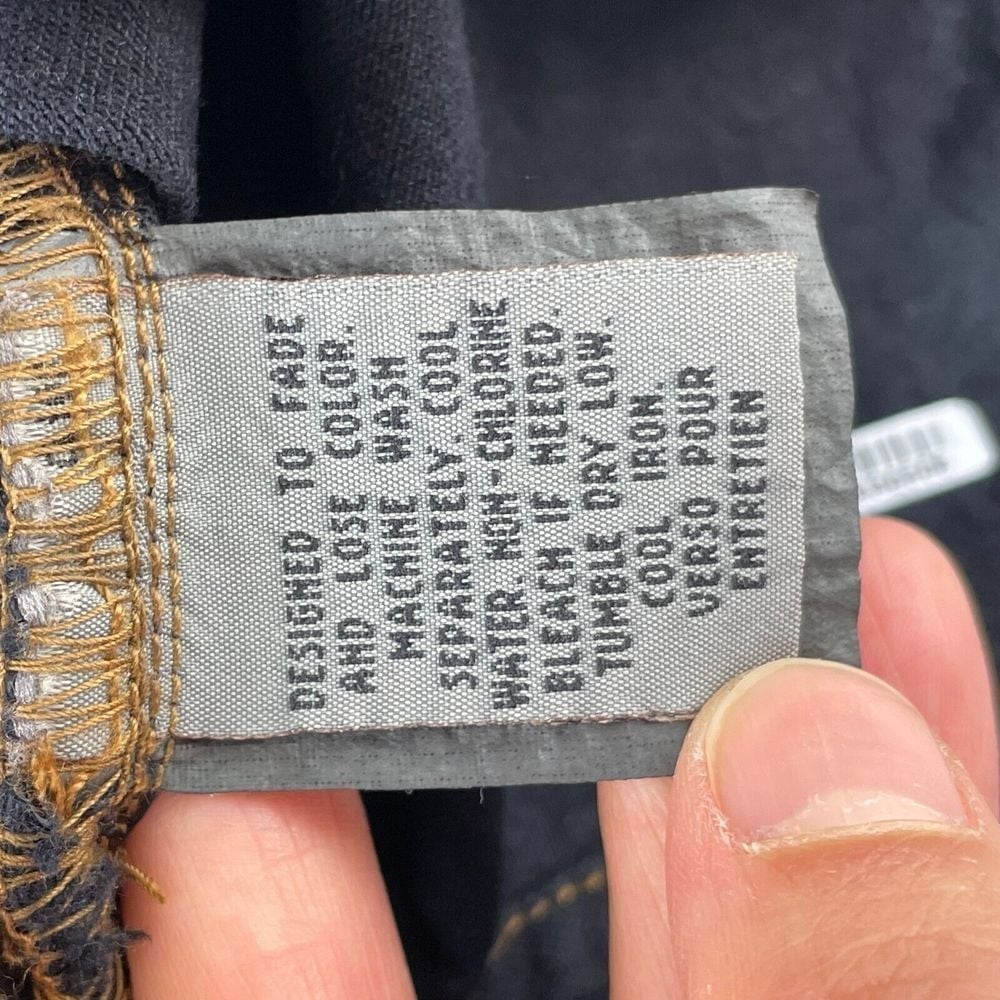 DESIGNED TO FADE
AND LOSE COLOR.
MACHINE WASH
SEPARATELY. COOL
WATER. NON-CHLORINE
BLEACH IF NEEDED.
TUMBLE DRY LOW.
COOL IRON.
VERSO POUR
ENTRETIEN